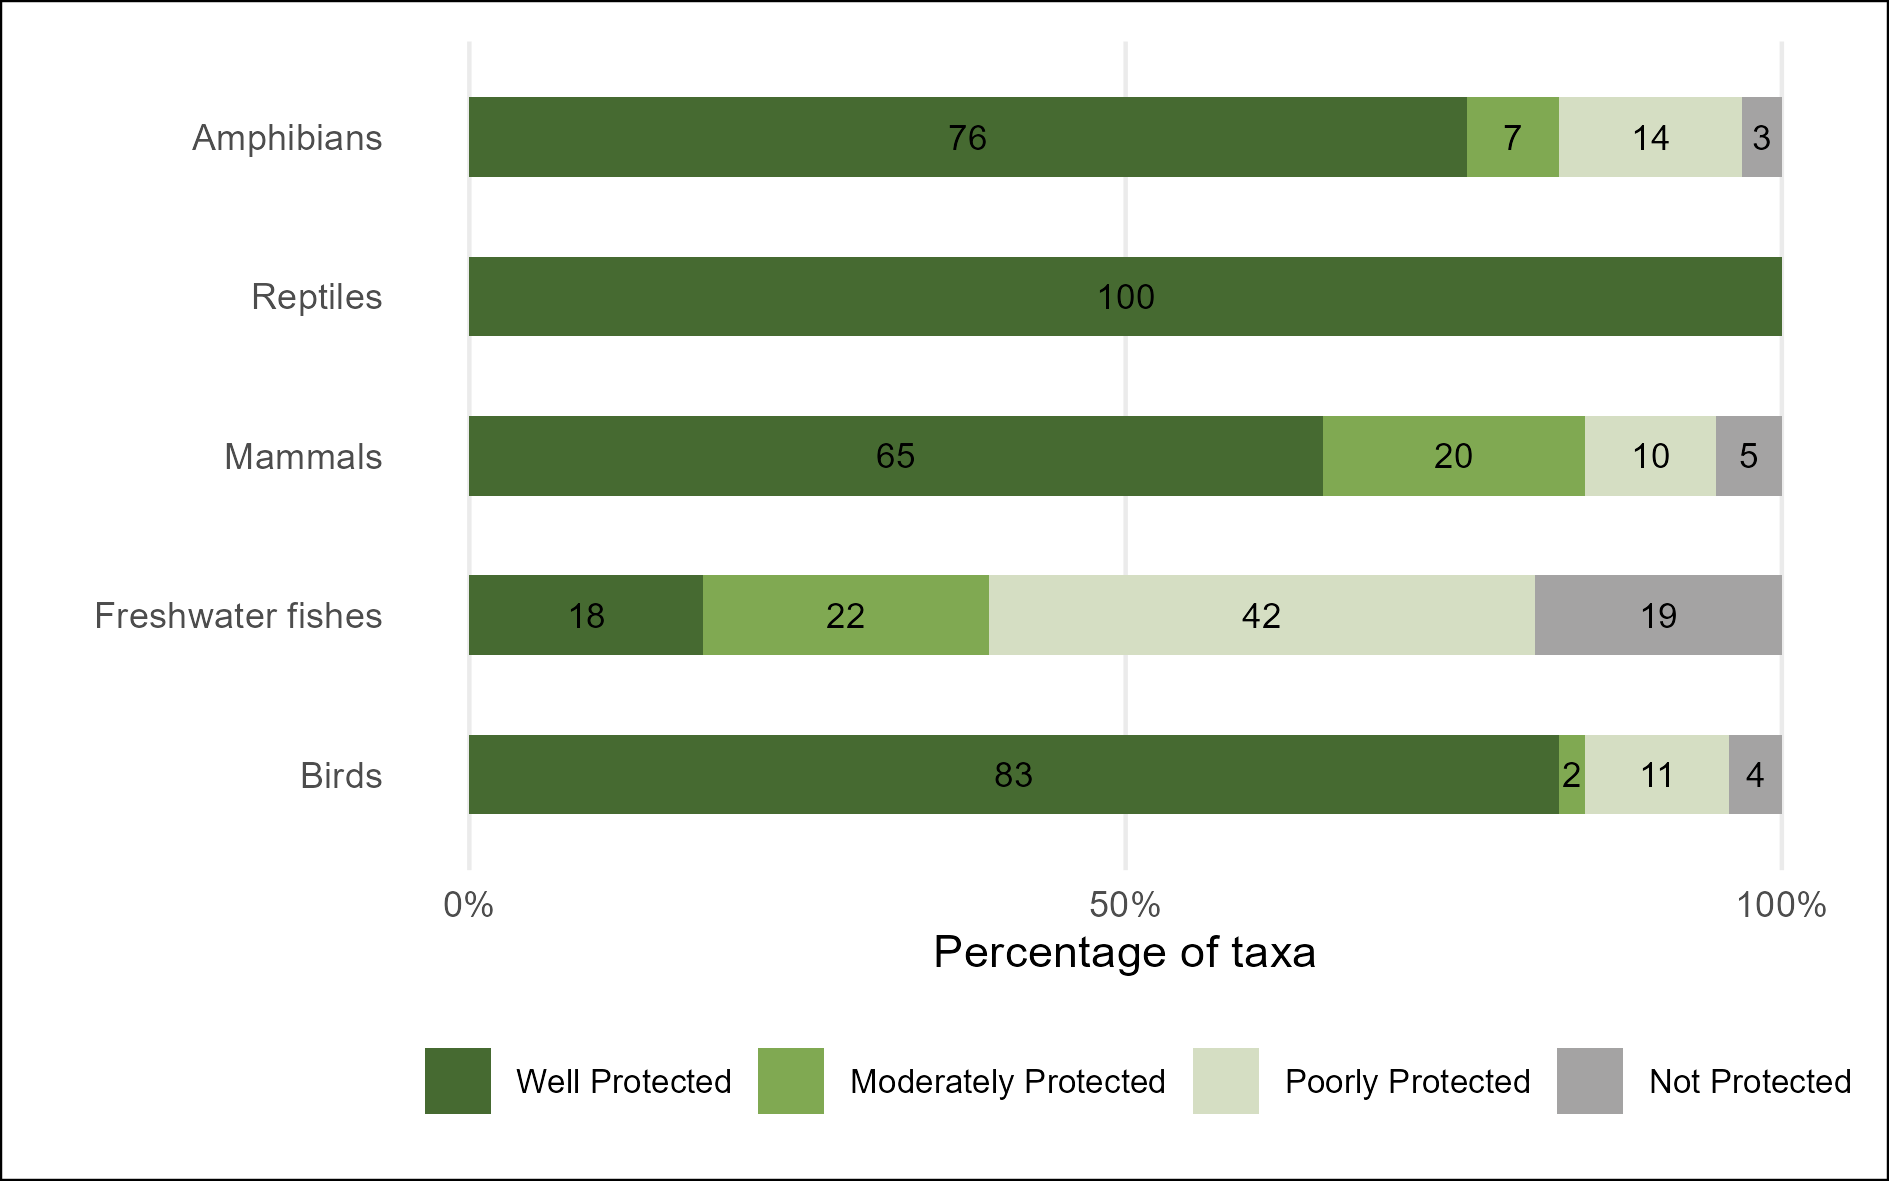 Amphibians 76 7 14 3
Reptiles 100
Mammals 65 20 10 5
Freshwater fishes 18 22 42 19
Birds 83 2 11 4
0% 50% 100%
Percentage of taxa
Well Protected Moderately Protected Poorly Protected Not Protected